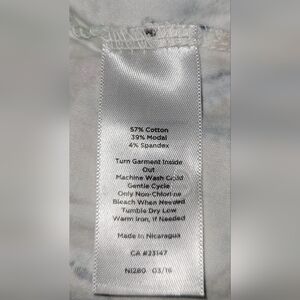 57% Cotton
39% Modal
4% Spandex
Turn Garment Inside
Out
Machine Wash Cold
Gentle Cycle
Only Non-Chlorine
Bleach When Needed
Tumble Dry Low
Warm Iron, if Needed
Made in Nicaragua
CA #23147
NI280 03/16